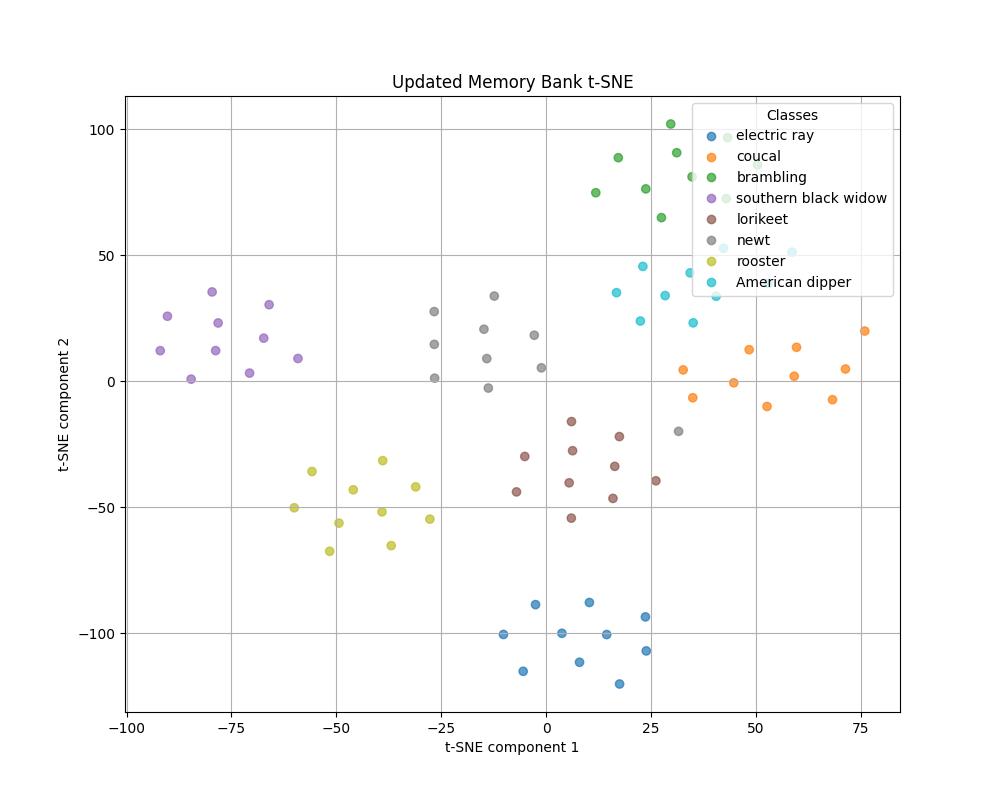 Updated Memory Bank t-SNE
Classes
electric ray
coucal
brambling
southern black widow
lorikeet
newt
rooster
American dipper
100
50
0
−50
−100
t-SNE component 2
−100 −75 −50 −25 0 25 50 75
t-SNE component 1